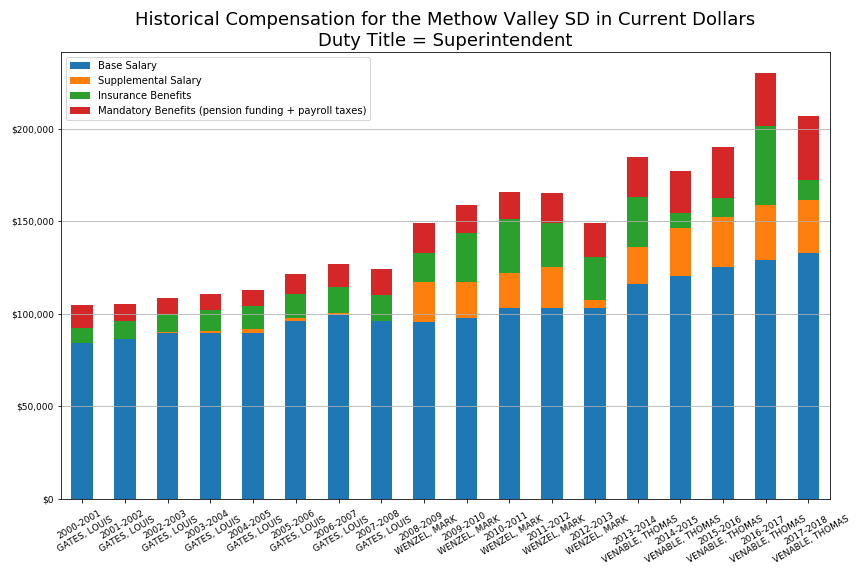 Historical Compensation for the Methow Valley SD in Current Dollars
Duty Title = Superintendent
Base Salary
Supplemental Salary
Insurance Benefits
Mandatory Benefits (pension funding + payroll taxes)
$200,000
$150,000
$100,000
$50,000
$0
2000-2001
GATES, LOUIS
2001-2002
GATES, LOUIS
2002-2003
GATES, LOUIS
2003-2004
GATES, LOUIS
2004-2005
GATES, LOUIS
2005-2006
GATES, LOUIS
2006-2007
GATES, LOUIS
2007-2008
GATES, LOUIS
2008-2009
WENZEL, MARK
2009-2010
WENZEL, MARK
2010-2011
WENZEL, MARK
2011-2012
WENZEL, MARK
2012-2013
WENZEL, MARK
2013-2014
VENABLE, THOMAS
2014-2015
VENABLE, THOMAS
2015-2016
VENABLE, THOMAS
2016-2017
VENABLE, THOMAS
2017-2018
VENABLE, THOMAS